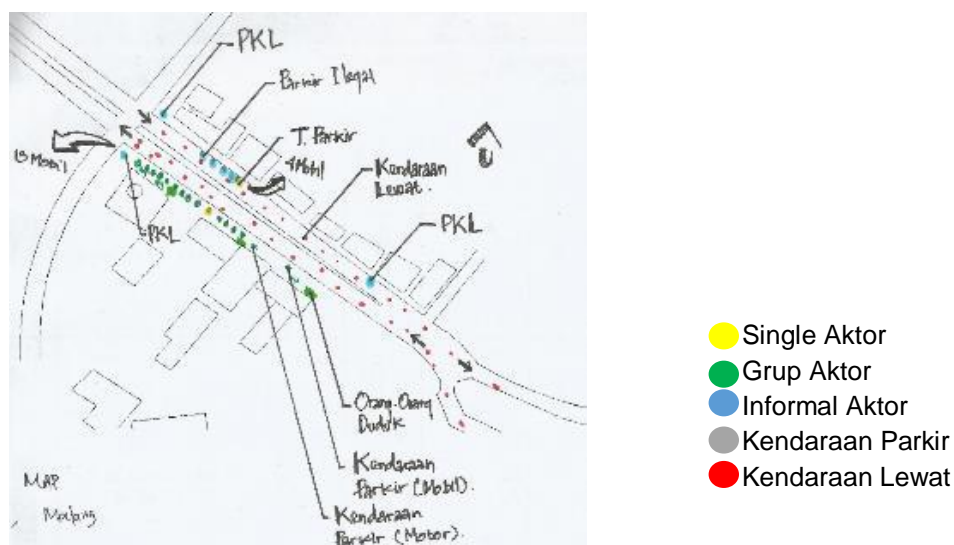 PKL
Parkir Ilegal
T. Parkir
4 Mobil
Kendaraan
Lewat.
13 Mobil
PKL
PKL
Orang-Orang
Duduk
Kendaraan
Parkir (Mobil).
Kendaraan
Parkir (Motor).
MAP
U
Single Aktor
Grup Aktor
Informal Aktor
Kendaraan Parkir
Kendaraan Lewat